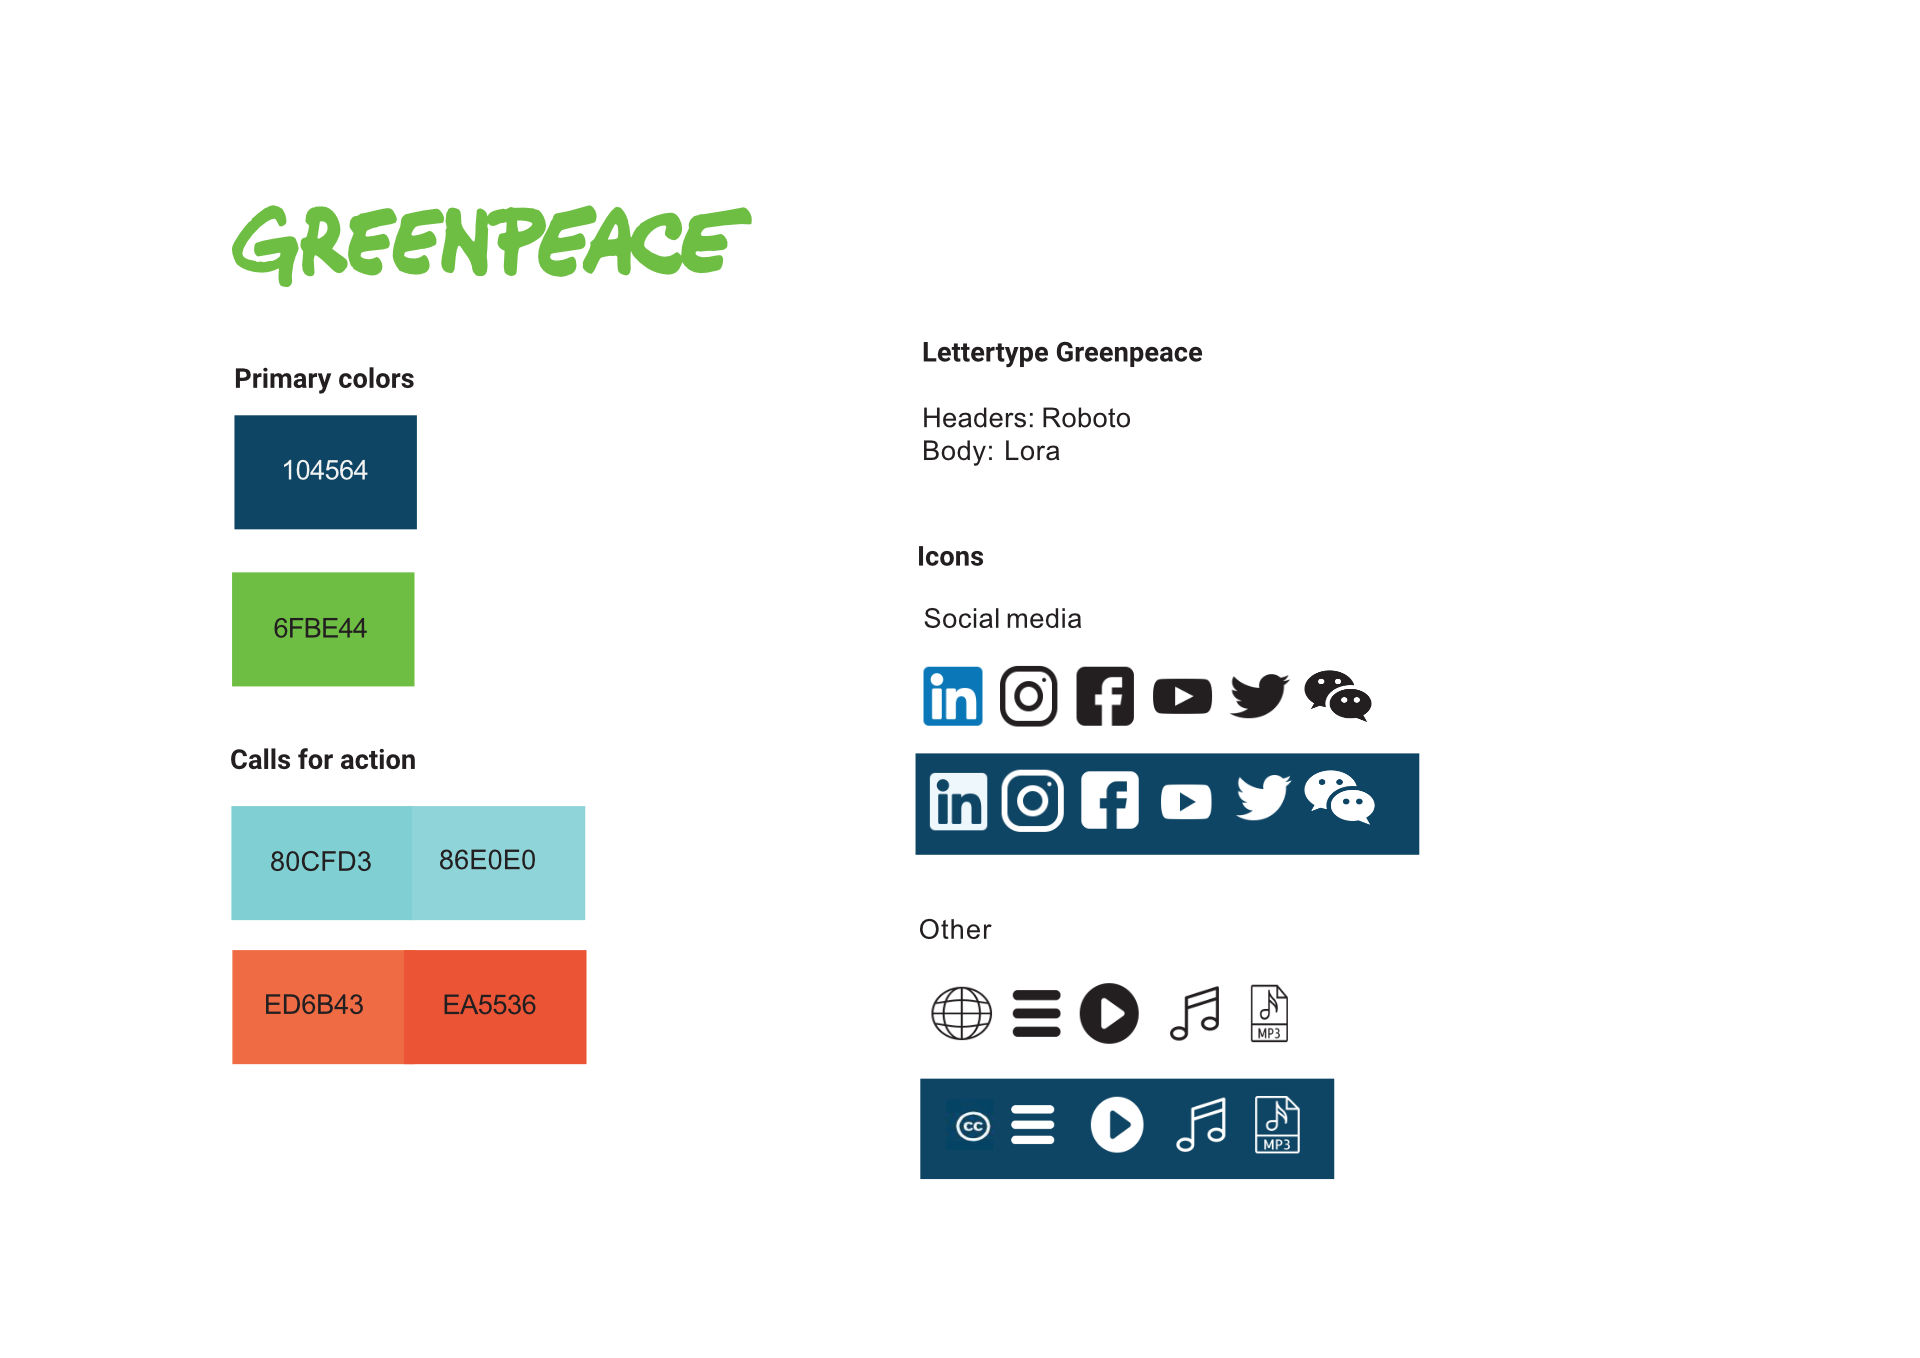 GREENPEACE
Primary colors
104564
6FBE44
Calls for action
80CFD3 86E0E0
ED6B43 EA5536
Lettertype Greenpeace
Headers: Roboto
Body: Lora
Icons
Social media
in
in
Other
MP3
cc
MP3